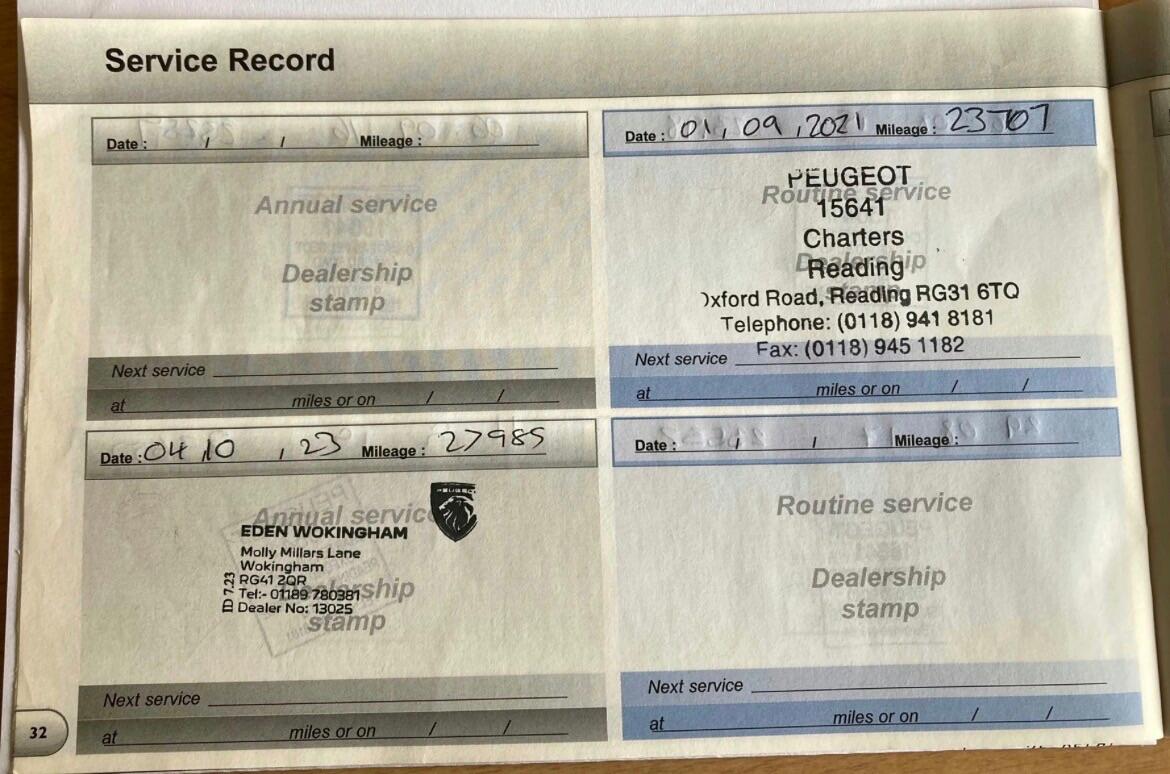 Service Record
Date : / / Mileage :
Annual service
Dealership
stamp
Next service
at miles or on / /
Date : 01, 09, 2021 Mileage : 23707
PEUGEOT
Routine service
15641
Charters
Dealership
Reading
stamp
Oxford Road, Reading RG31 6TQ
Telephone: (0118) 941 8181
Fax: (0118) 945 1182
Next service
at miles or on / /
Date : 04,10 , 23 Mileage : 27985
PEUGEOT
Annual service
EDEN WOKINGHAM
Molly Millars Lane
Wokingham
RG41 2QR
Tel:- 01189 780381
Dealer No: 13025
ID 7.23
Dealership
stamp
Next service
at miles or on / /
Date : , / Mileage :
Routine service
Dealership
stamp
Next service
at miles or on / /
32